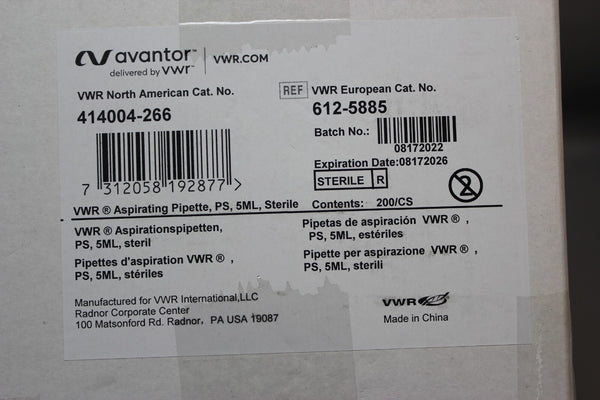 avantor™ | VWR.COM
delivered by vwr™
VWR North American Cat. No.
414004-266
REF VWR European Cat. No.
612-5885
Batch No.:
08172022
Expiration Date:08172026
STERILE R
2
7 312058 192877 >
VWR ® Aspirating Pipette, PS, 5ML, Sterile Contents: 200/CS
VWR ® Aspirationspipetten,
PS, 5ML, steril
Pipettes d'aspiration VWR ® ,
PS, 5ML, stériles
Pipetas de aspiración VWR ® ,
PS, 5ML, estériles
Pipette per aspirazione VWR ® ,
PS, 5ML, sterili
Manufactured for VWR International,LLC
Radnor Corporate Center
100 Matsonford Rd. Radnor, PA USA 19087
VWR
Made in China